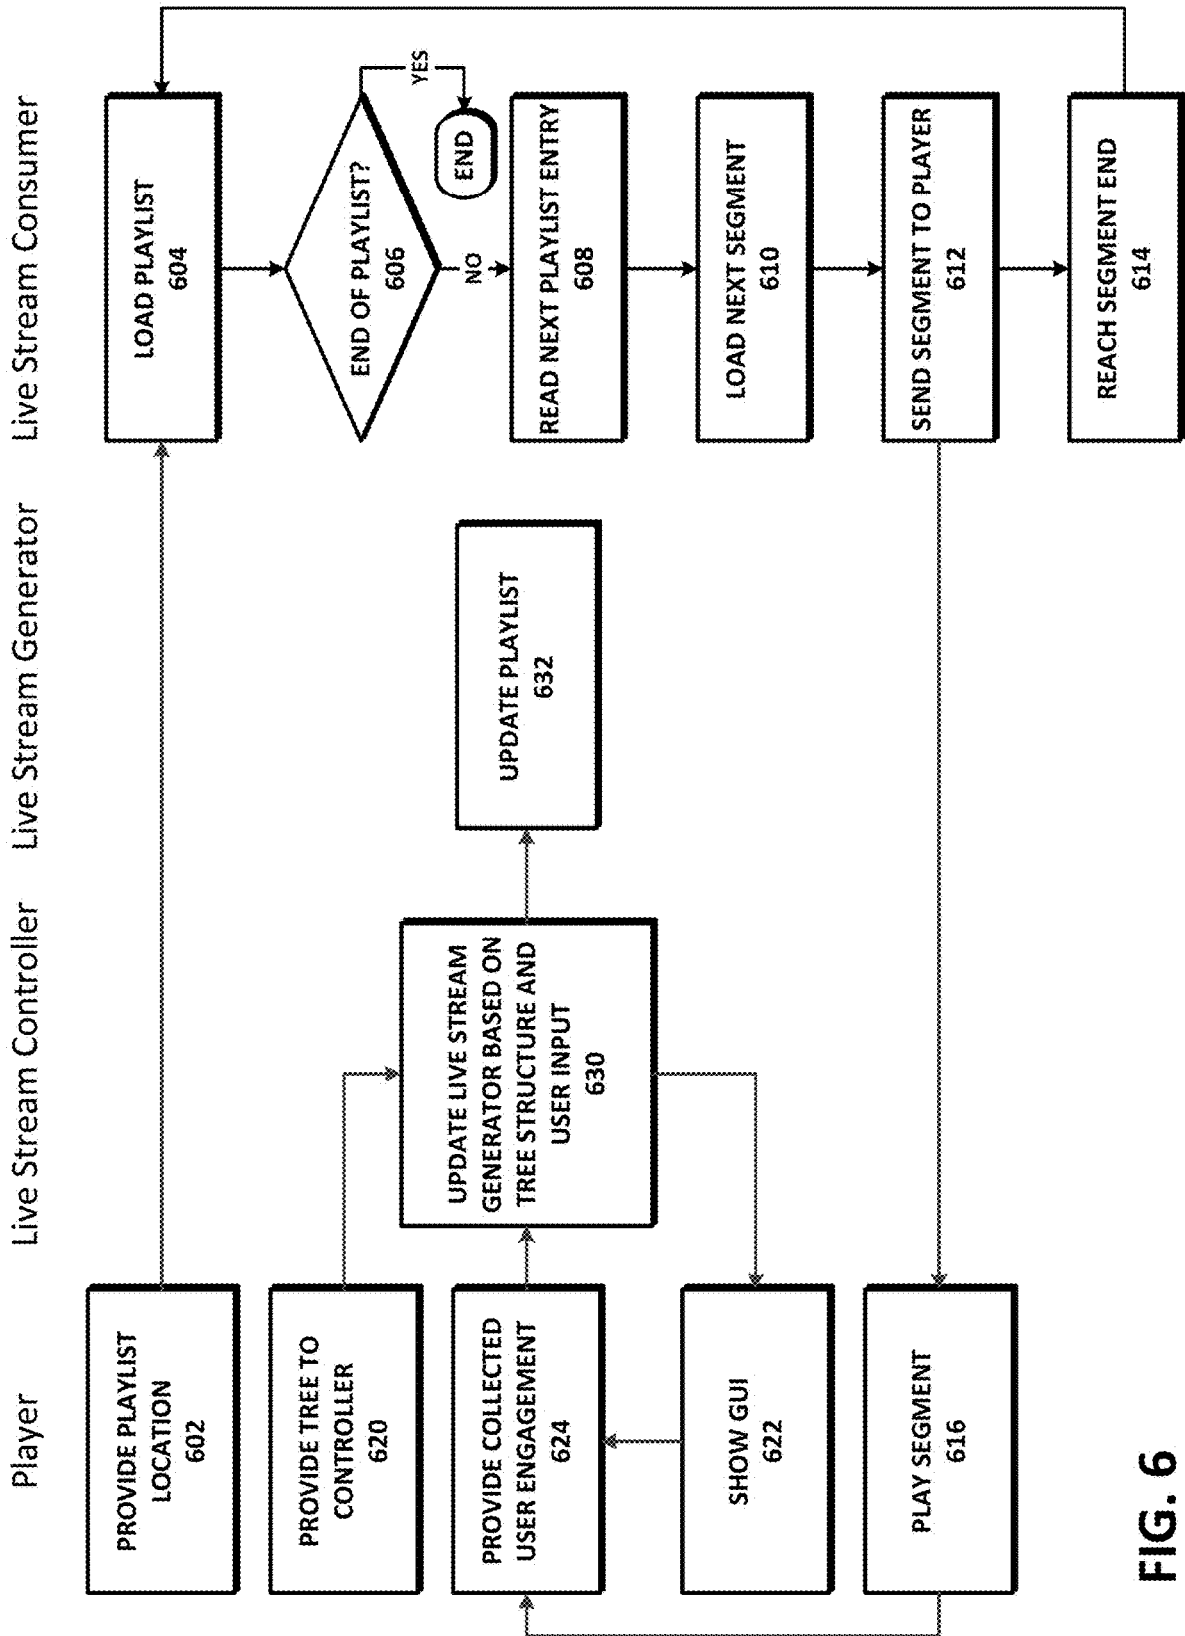 Player
Live Stream Controller
Live Stream Generator
Live Stream Consumer
PROVIDE PLAYLIST
LOCATION
602
LOAD PLAYLIST
604
END OF PLAYLIST?
606
YES
END
NO
READ NEXT PLAYLIST ENTRY
608
LOAD NEXT SEGMENT
610
SEND SEGMENT TO PLAYER
612
REACH SEGMENT END
614
PROVIDE TREE TO
CONTROLLER
620
PROVIDE COLLECTED
USER ENGAGEMENT
624
UPDATE LIVE STREAM
GENERATOR BASED ON
TREE STRUCTURE AND
USER INPUT
630
UPDATE PLAYLIST
632
SHOW GUI
622
PLAY SEGMENT
616
FIG. 6